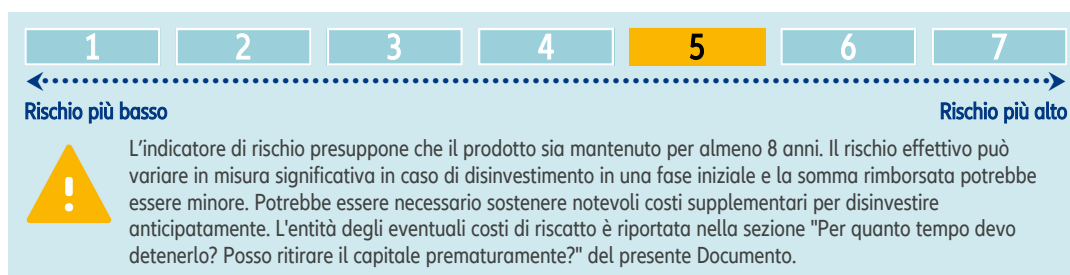 1 2 3 4 5 6 7
Rischio più basso Rischio più alto
L'indicatore di rischio presuppone che il prodotto sia mantenuto per almeno 8 anni. Il rischio effettivo può
variare in misura significativa in caso di disinvestimento in una fase iniziale e la somma rimborsata potrebbe
essere minore. Potrebbe essere necessario sostenere notevoli costi supplementari per disinvestire
anticipatamente. L'entità degli eventuali costi di riscatto è riportata nella sezione "Per quanto tempo devo
detenerlo? Posso ritirare il capitale prematuramente?" del presente Documento.